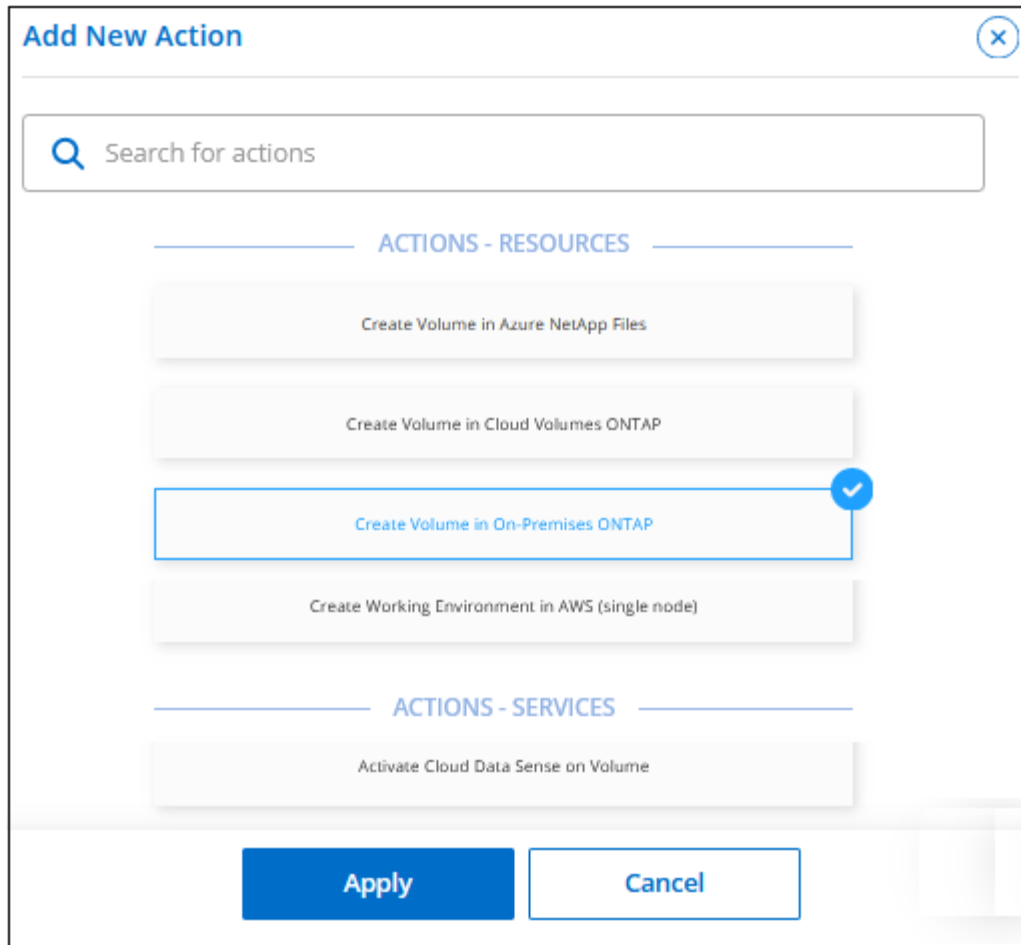 Add New Action
Search for actions
ACTIONS - RESOURCES
Create Volume in Azure NetApp Files
Create Volume in Cloud Volumes ONTAP
Create Volume in On-Premises ONTAP
Create Working Environment in AWS (single node)
ACTIONS - SERVICES
Activate Cloud Data Sense on Volume
Apply Cancel